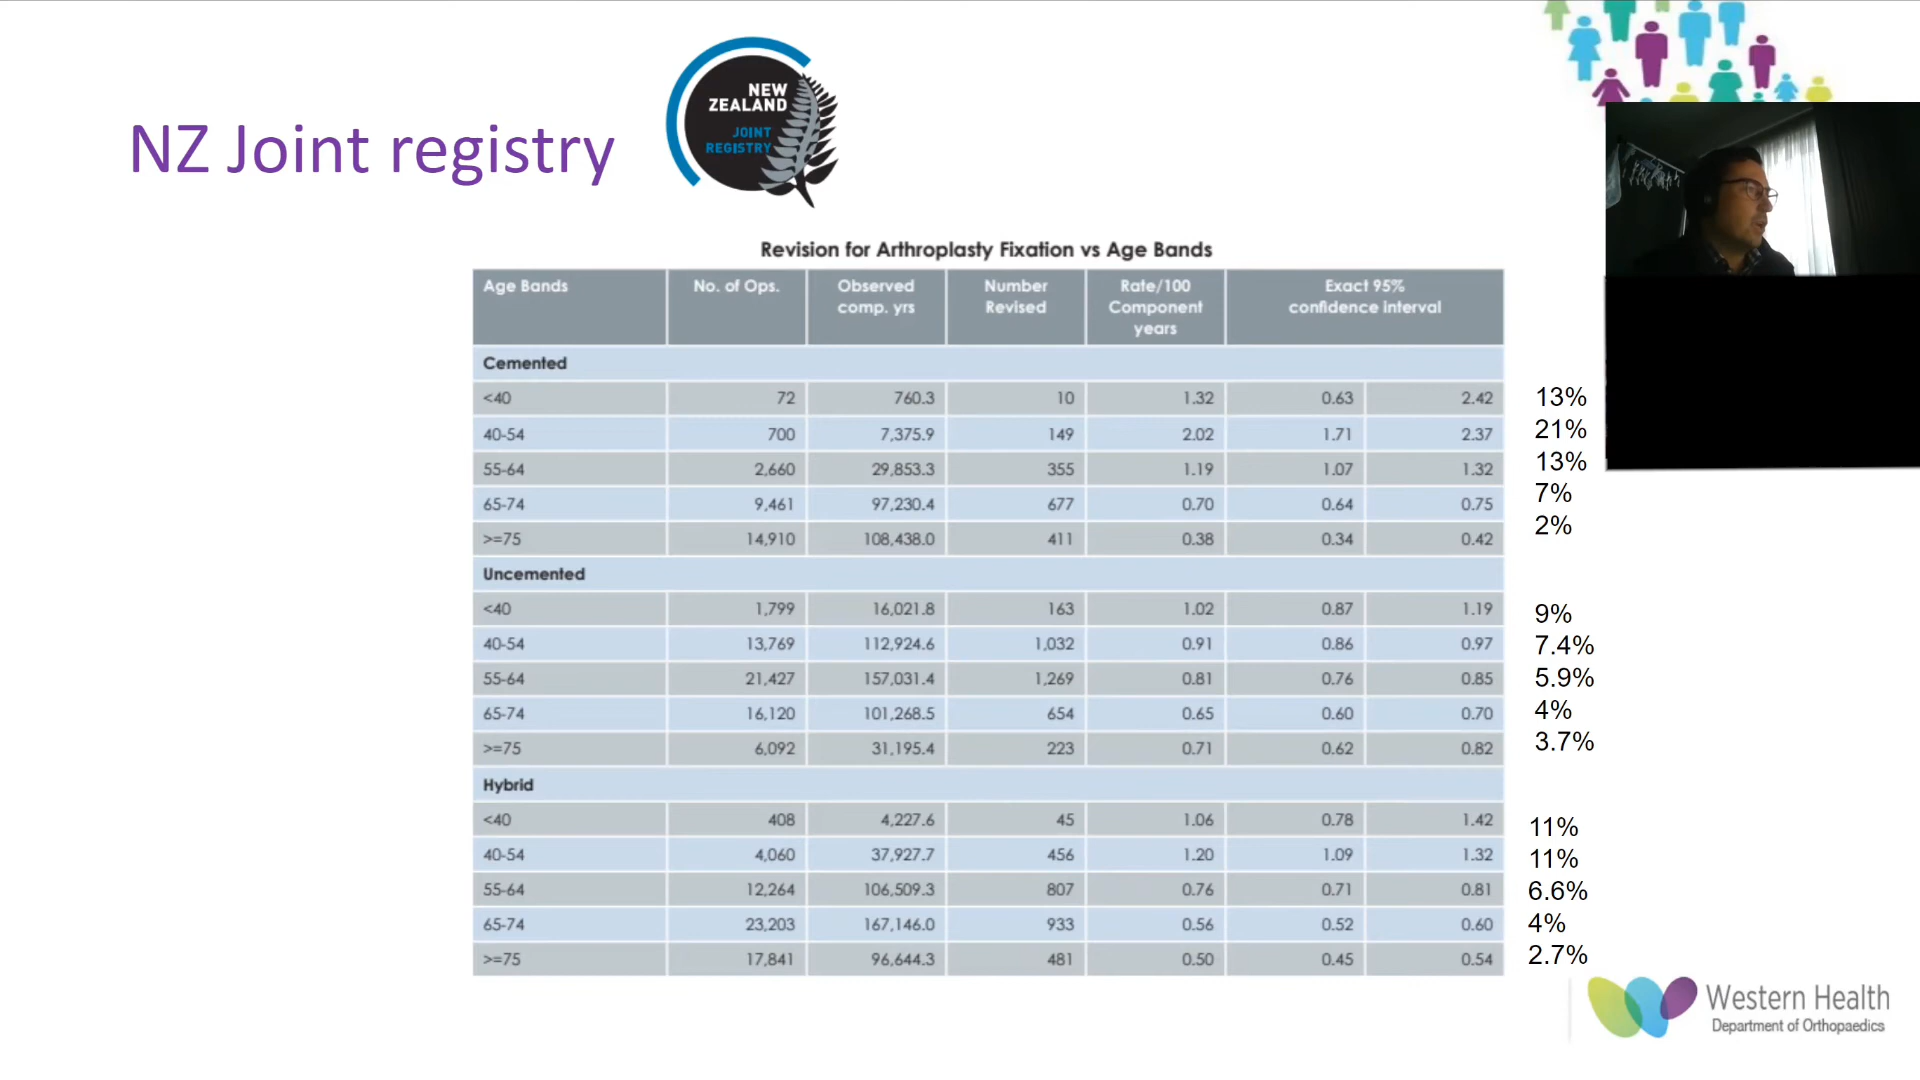 NZ Joint registry
NEW
ZEALAND
JOINT
REGISTRY
Revision for Arthroplasty Fixation vs Age Bands
Age Bands No. of Ops. Observed comp. yrs Number Revised Rate/100 Component years Exact 95% confidence interval
Cemented
<40 72 760.3 10 1.32 0.63 2.42 13%
40-54 700 7,375.9 149 2.02 1.71 2.37 21%
55-64 2,660 29,853.3 355 1.19 1.07 1.32 13%
65-74 9,461 97,230.4 677 0.70 0.64 0.75 7%
>=75 14,910 108,438.0 411 0.38 0.34 0.42 2%
Uncemented
<40 1,799 16,021.8 163 1.02 0.87 1.19 9%
40-54 13,769 112,924.6 1,032 0.91 0.86 0.97 7.4%
55-64 21,427 157,031.4 1,269 0.81 0.76 0.85 5.9%
65-74 16,120 101,268.5 654 0.65 0.60 0.70 4%
>=75 6,092 31,195.4 223 0.71 0.62 0.82 3.7%
Hybrid
<40 408 4,227.6 45 1.06 0.78 1.42 11%
40-54 4,060 37,927.7 456 1.20 1.09 1.32 11%
55-64 12,264 106,509.3 807 0.76 0.71 0.81 6.6%
65-74 23,203 167,146.0 933 0.56 0.52 0.60 4%
>=75 17,841 96,644.3 481 0.50 0.45 0.54 2.7%
Western Health
Department of Orthopaedics